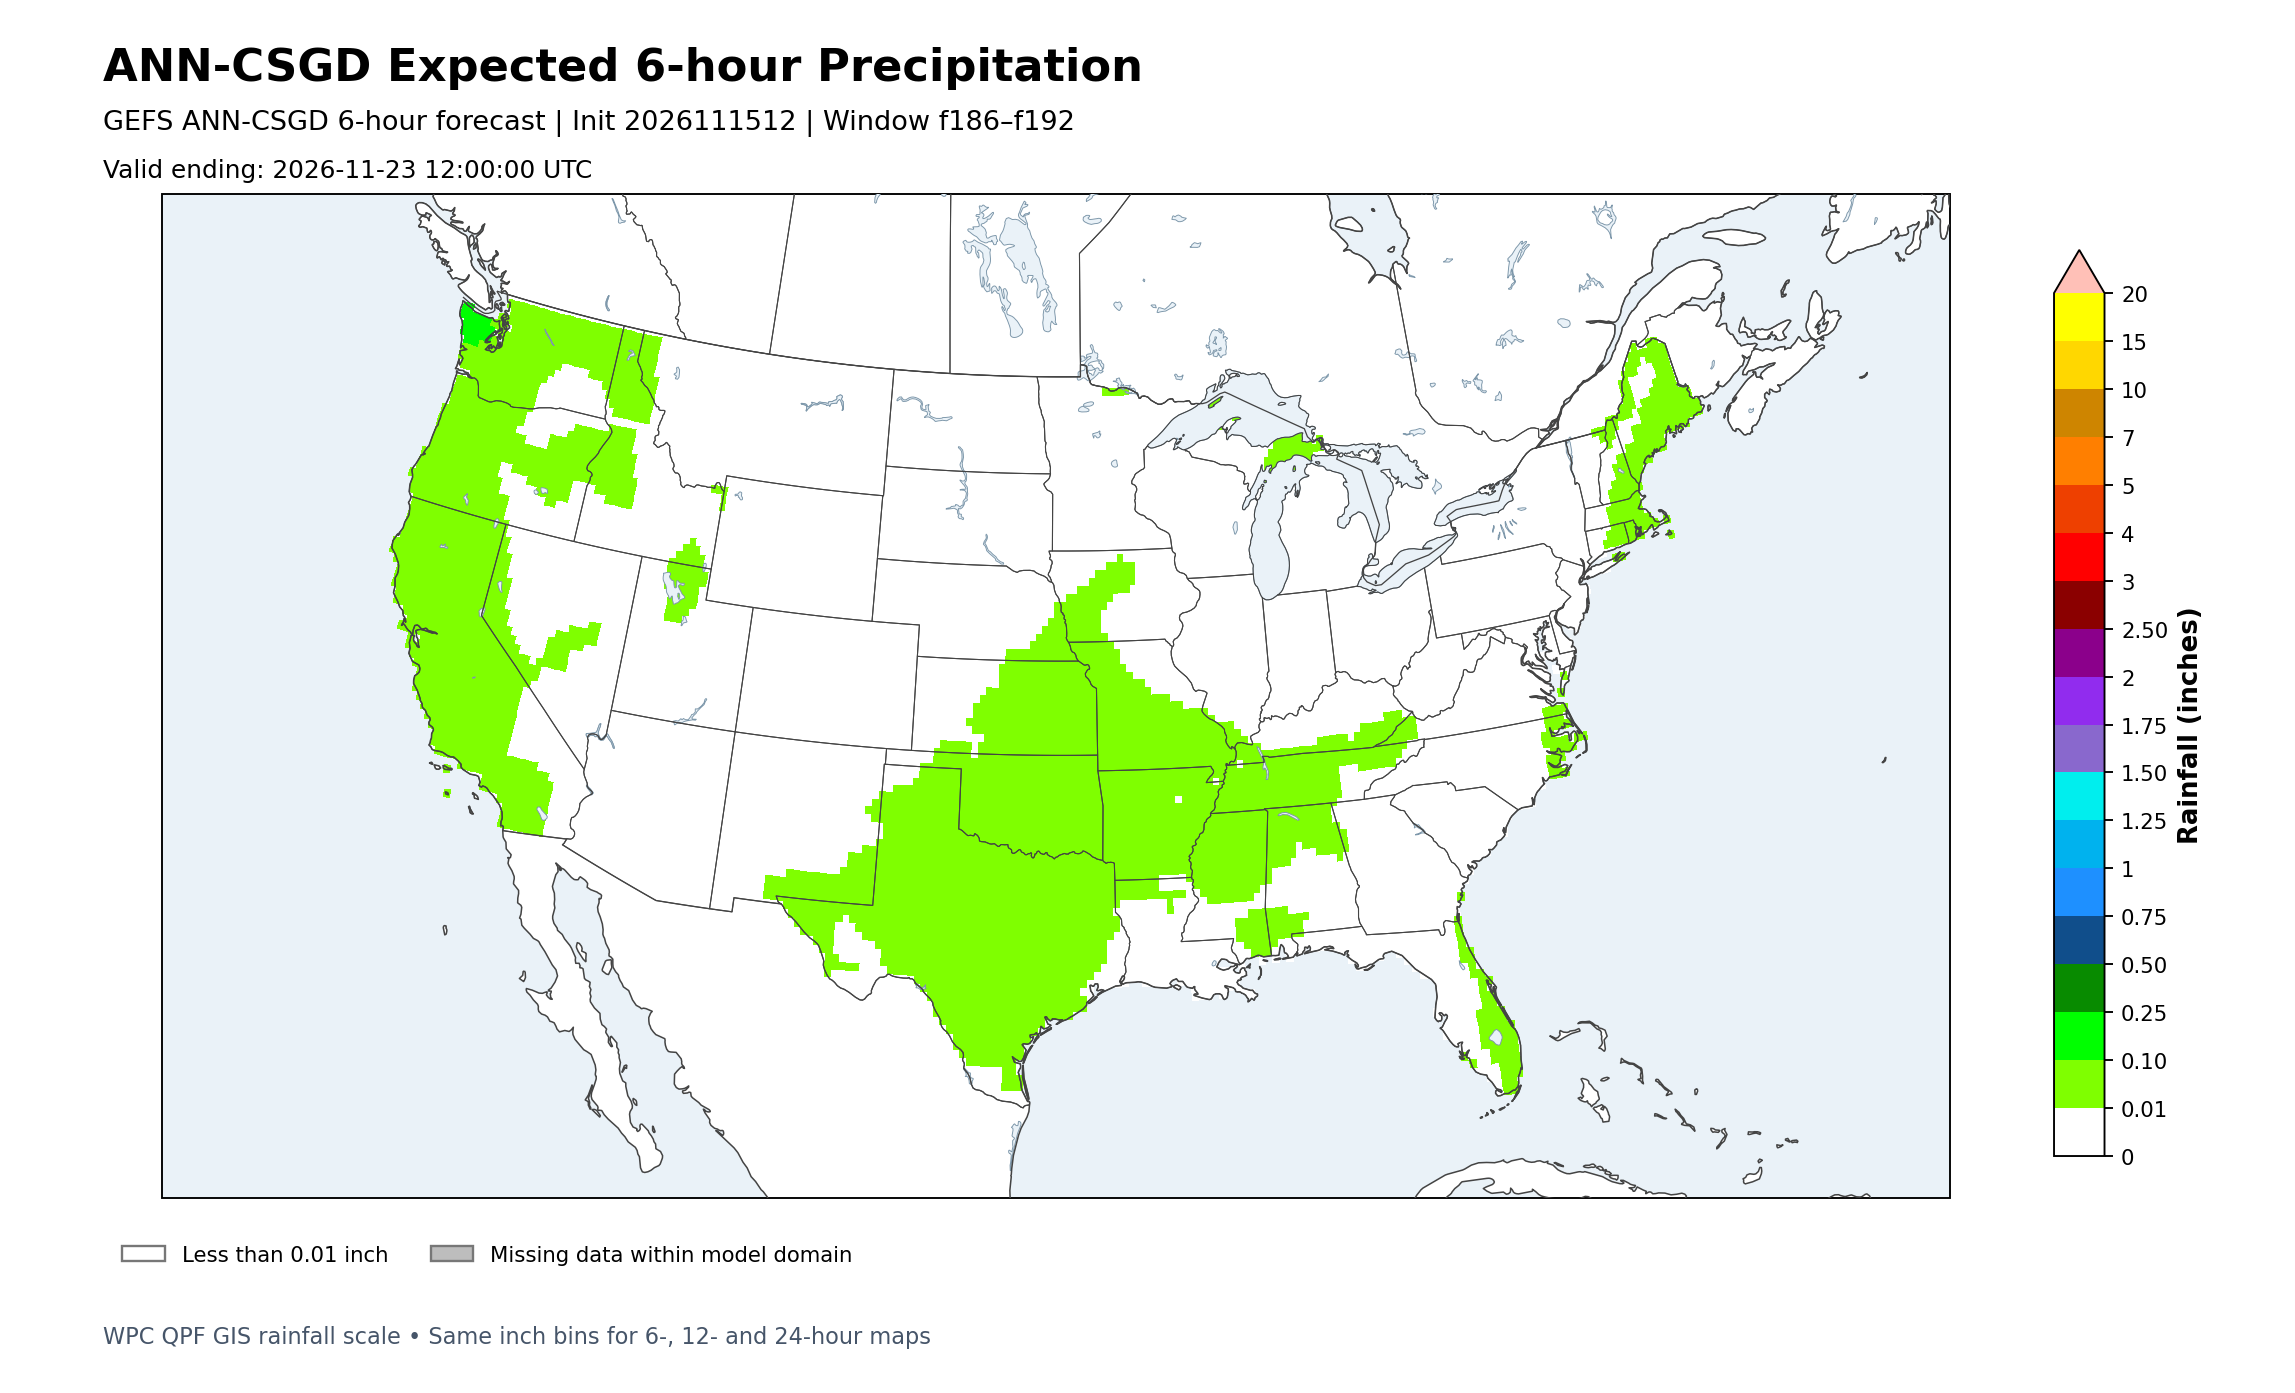 ANN-CSGD Expected 6-hour Precipitation
GEFS ANN-CSGD 6-hour forecast | Init 2026111512 | Window f186–f192
Valid ending: 2026-11-23 12:00:00 UTC
20
15
10
7
5
4
3
2.50
2
1.75
1.50
1.25
1
0.75
0.50
0.25
0.10
0.01
0
Rainfall (inches)
Less than 0.01 inch
Missing data within model domain
WPC QPF GIS rainfall scale • Same inch bins for 6-, 12- and 24-hour maps